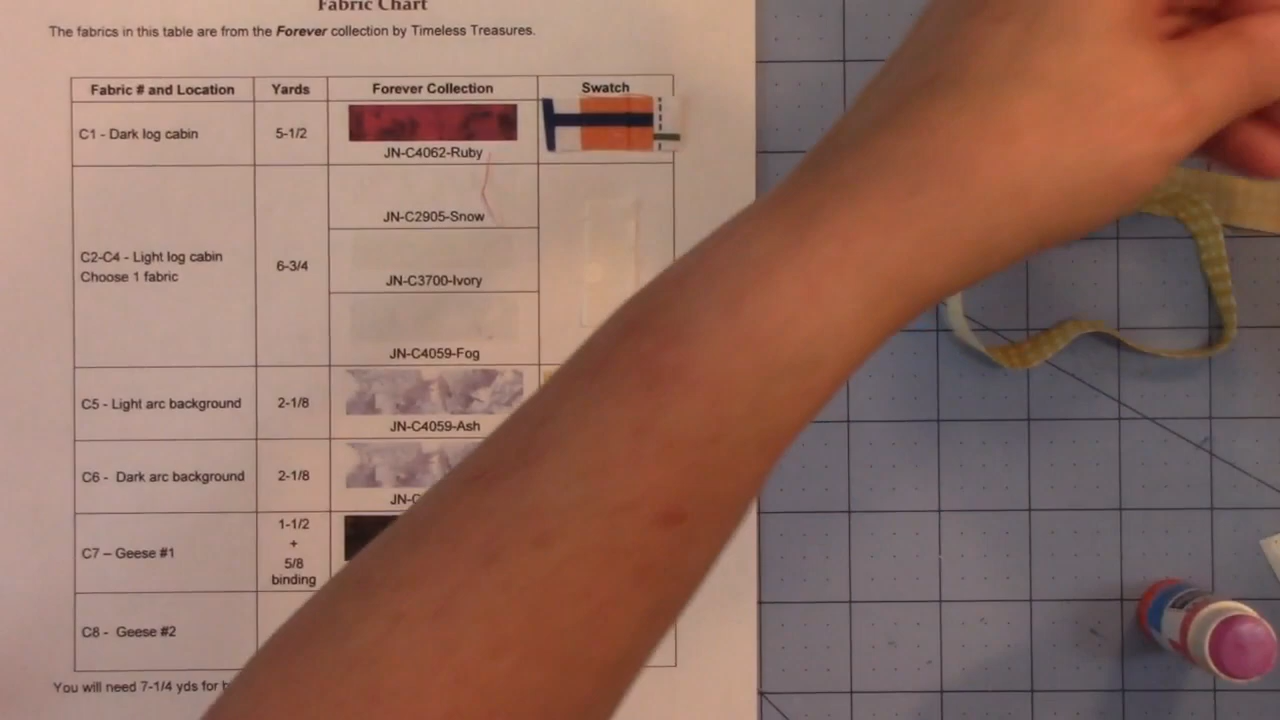 Fabric Chart
The fabrics in this table are from the Forever collection by Timeless Treasures.
Fabric # and Location Yards Forever Collection Swatch
C1 - Dark log cabin 5-1/2
JN-C4062-Ruby
JN-C2905-Snow
C2-C4 - Light log cabin
Choose 1 fabric
6-3/4
JN-C3700-Ivory
JN-C4059-Fog
C5 - Light arc background 2-1/8
JN-C4059-Ash
C6 - Dark arc background 2-1/8
C7 – Geese #1
1-1/2
+
5/8
binding
C8 - Geese #2
You will need 7-1/4 yds for